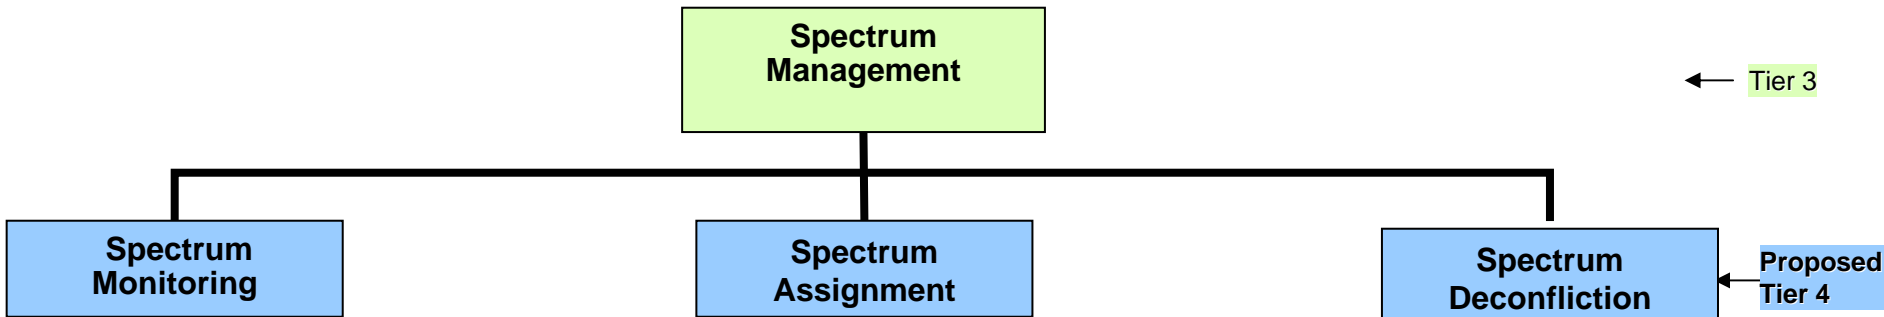 Spectrum
Management
Tier 3
Spectrum
Monitoring
Spectrum
Assignment
Spectrum
Deconfliction
Proposed
Tier 4